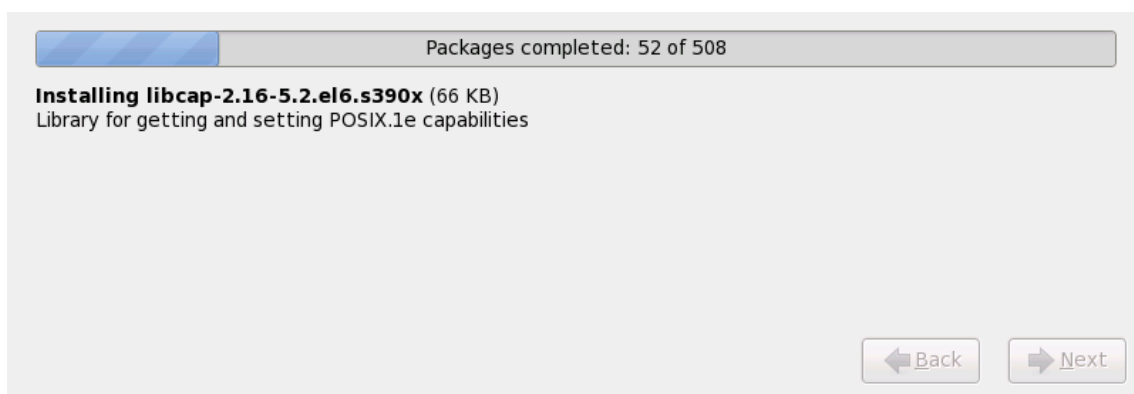 Packages completed: 52 of 508
Installing libcap-2.16-5.2.el6.s390x (66 KB)
Library for getting and setting POSIX.1e capabilities
Back
Next